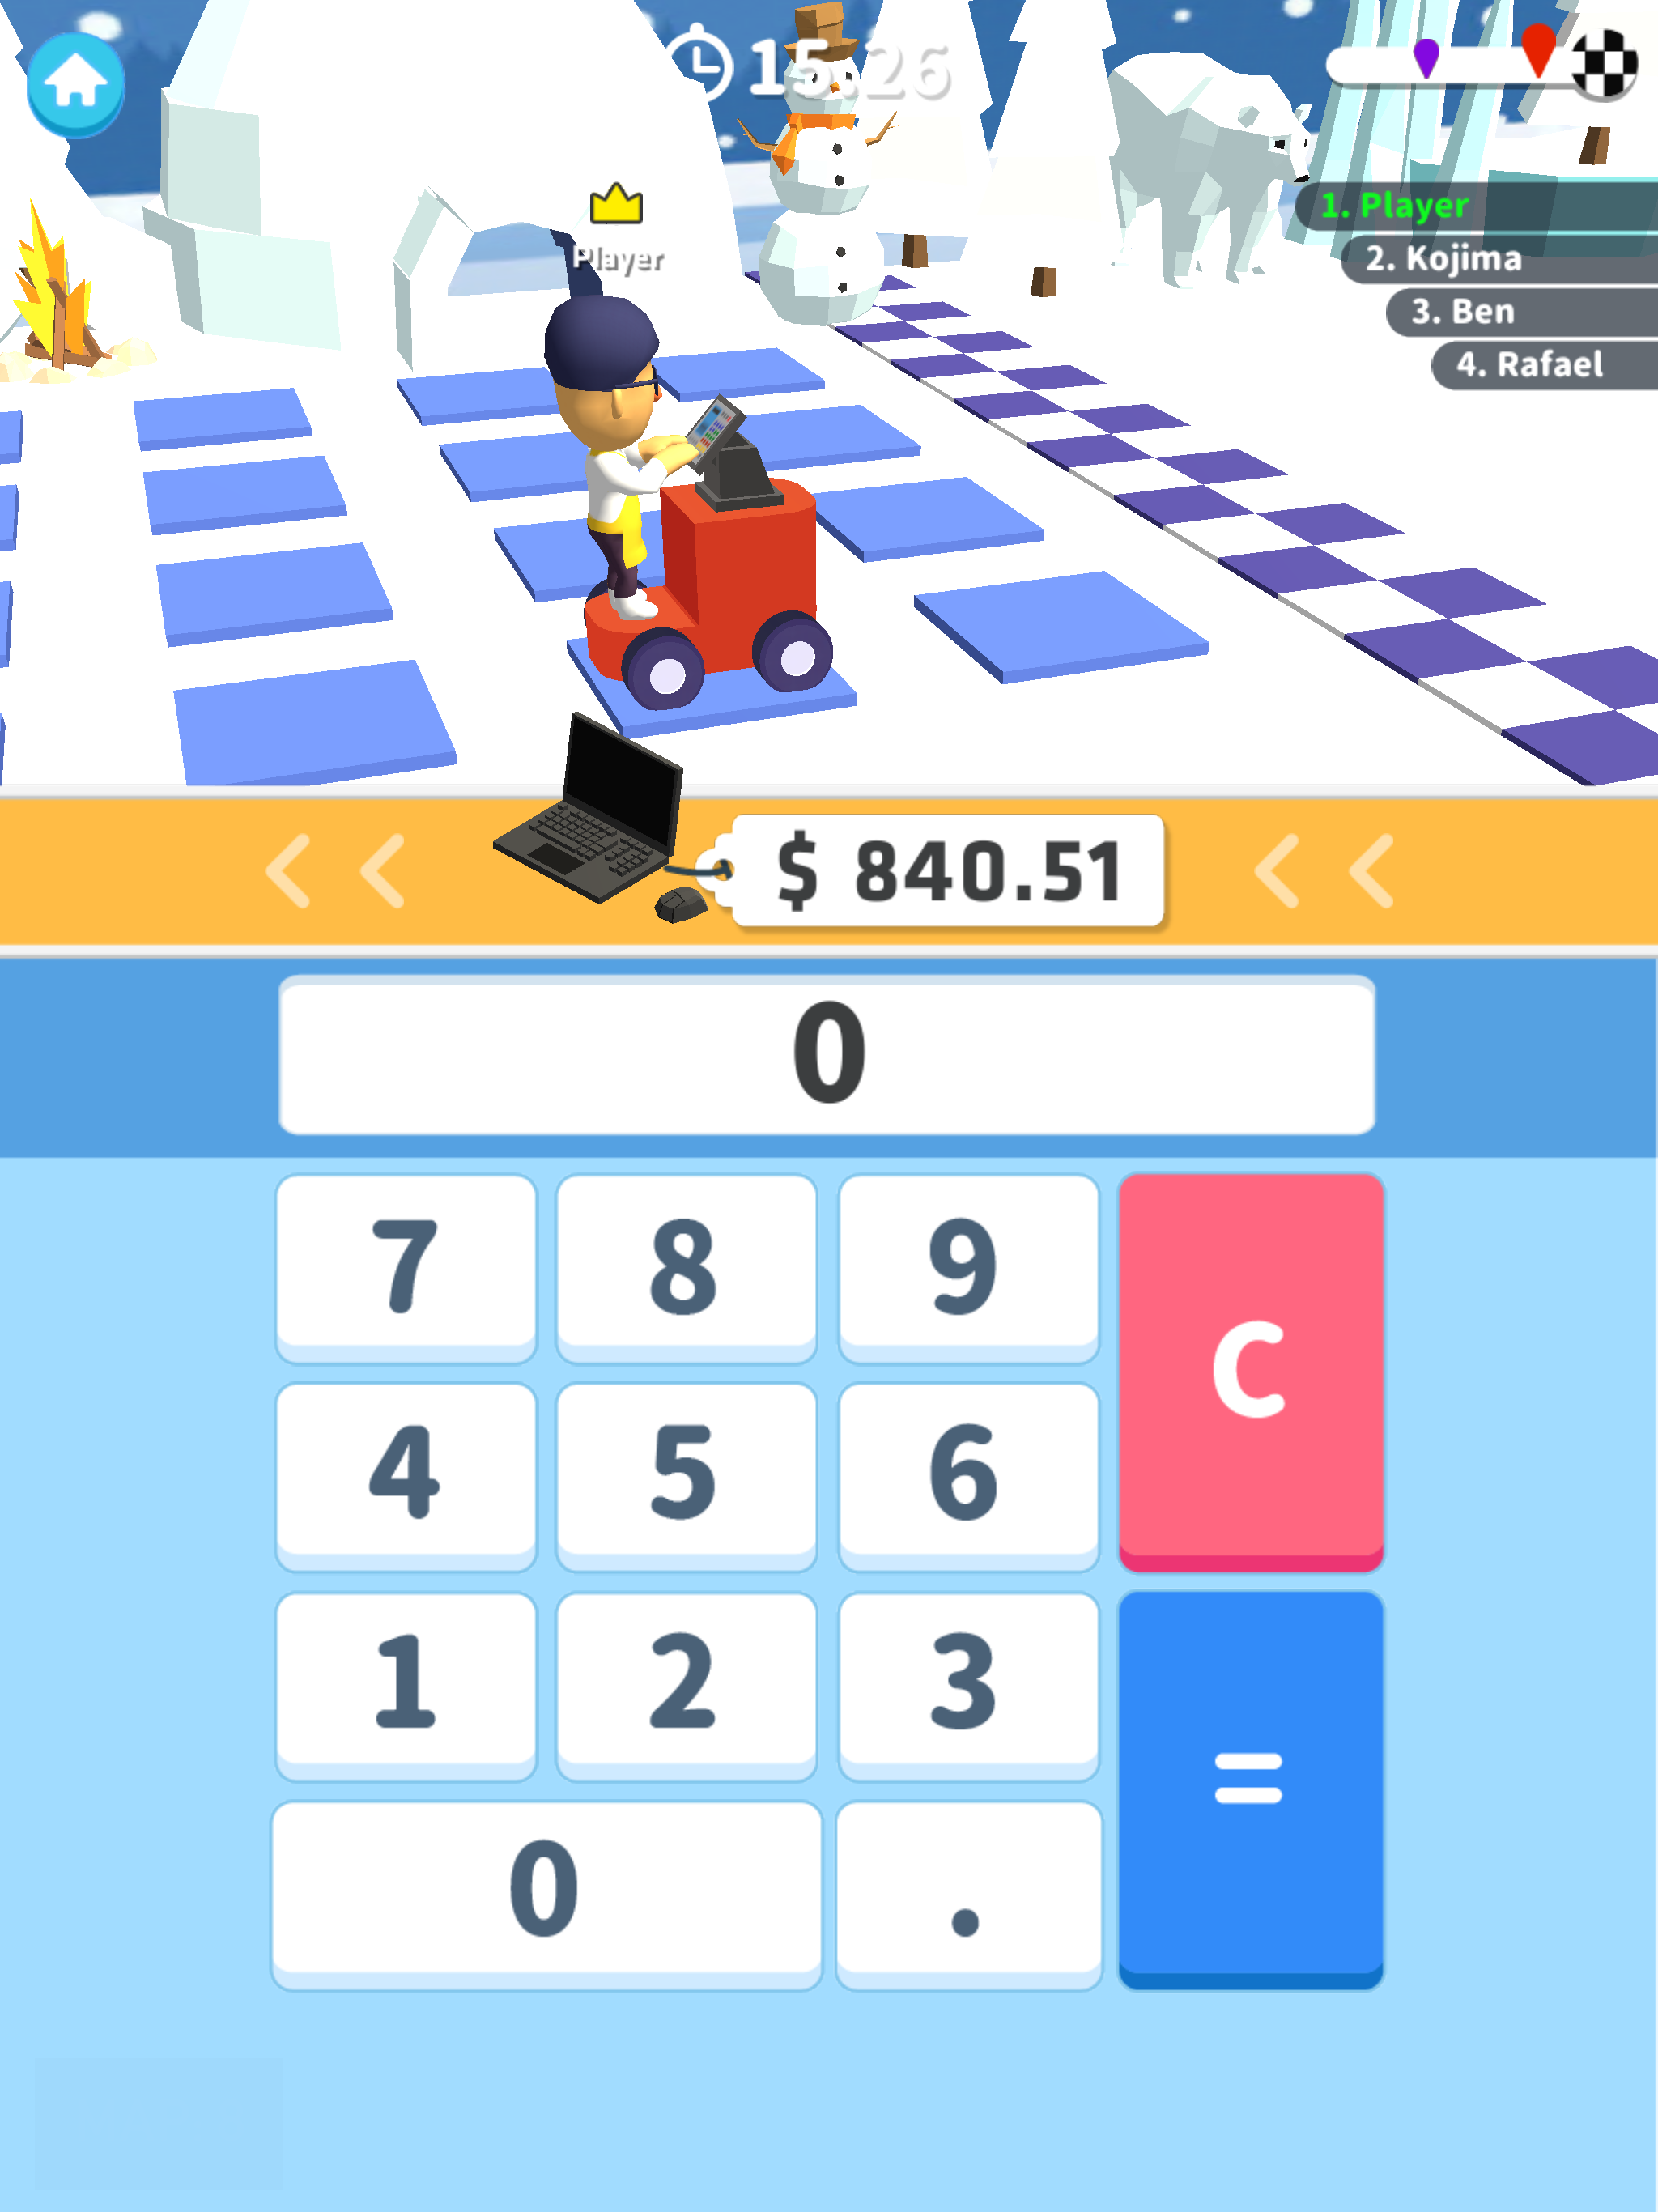 15.26
Player
1. Player
2. Kojima
3. Ben
4. Rafael
$ 840.51
0
7 8 9 C
4 5 6
1 2 3 =
0 .